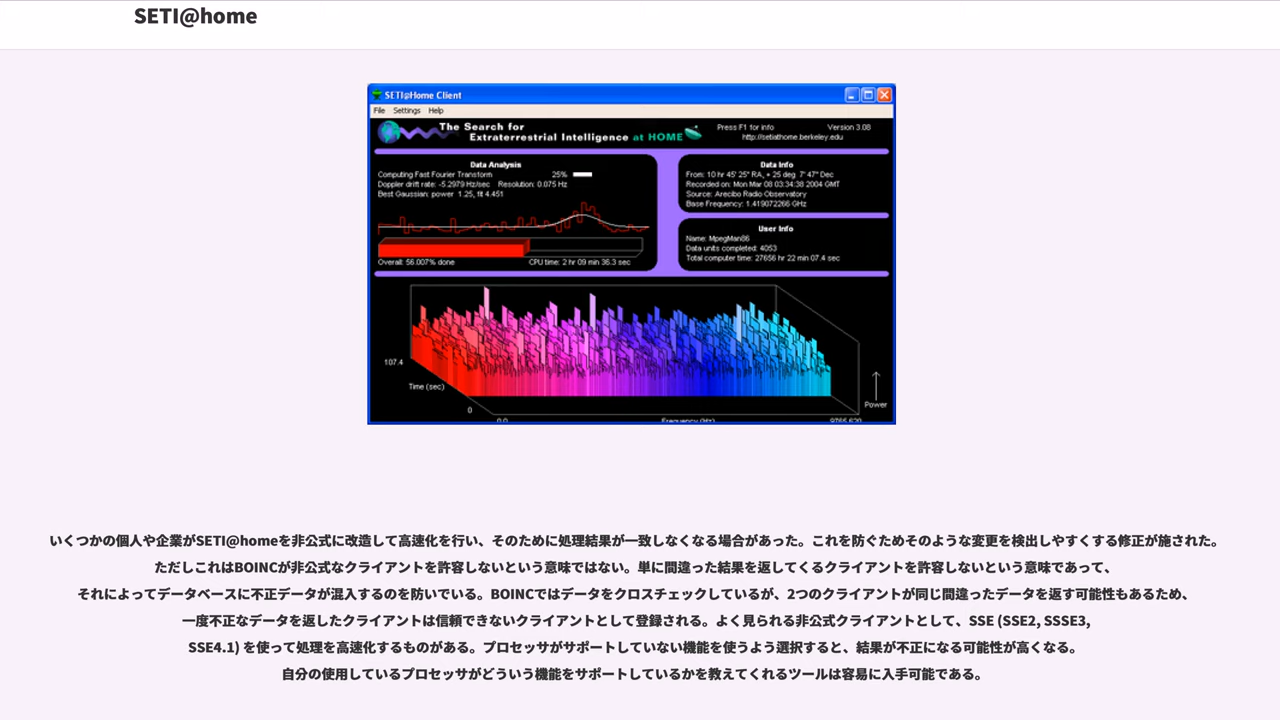 SETI@home
SETI@Home Client
File Settings Help
The Search for
Extraterrestrial Intelligence at HOME
Press F1 for info Version 3.08
http://setiathome.berkeley.edu
Data Analysis
Computing Fast Fourier Transform 25%
Doppler drift rate: -5.2979 Hz/sec Resolution: 0.075 Hz
Best Gaussian: power 1.25, fit 4.451
Overall: 56.007% done CPU time: 2 hr 09 min 36.3 sec
Data Info
From: 10 hr 45' 25" RA, + 25 deg 7' 47" Dec
Recorded on: Mon Mar 08 03:34:38 2004 GMT
Source: Arecibo Radio Observatory
Base Frequency: 1.419072266 GHz
User Info
Name: MpegMan86
Data units completed: 4053
Total computer time: 27656 hr 22 min 07.4 sec
107.4
Time (sec)
0
Power
0.0 Frequency (Hz) 9765.620
いくつかの個人や企業がSETI@homeを非公式に改造して高速化を行い、そのために処理結果が一致しなくなる場合があった。これを防ぐためそのような変更を検出しやすくする修正が施された。
ただしこれはBOINCが非公式なクライアントを許容しないという意味ではない。単に間違った結果を返してくるクライアントを許容しないという意味であって、
それによってデータベースに不正データが混入するのを防いでいる。BOINCではデータをクロスチェックしているが、2つのクライアントが同じ間違ったデータを返す可能性もあるため、
一度不正なデータを返したクライアントは信頼できないクライアントとして登録される。よく見られる非公式クライアントとして、SSE (SSE2, SSSE3,
SSE4.1) を使って処理を高速化するものがある。プロセッサがサポートしていない機能を使うよう選択すると、結果が不正になる可能性が高くなる。
自分の使用しているプロセッサがどういう機能をサポートしているかを教えてくれるツールは容易に入手可能である。